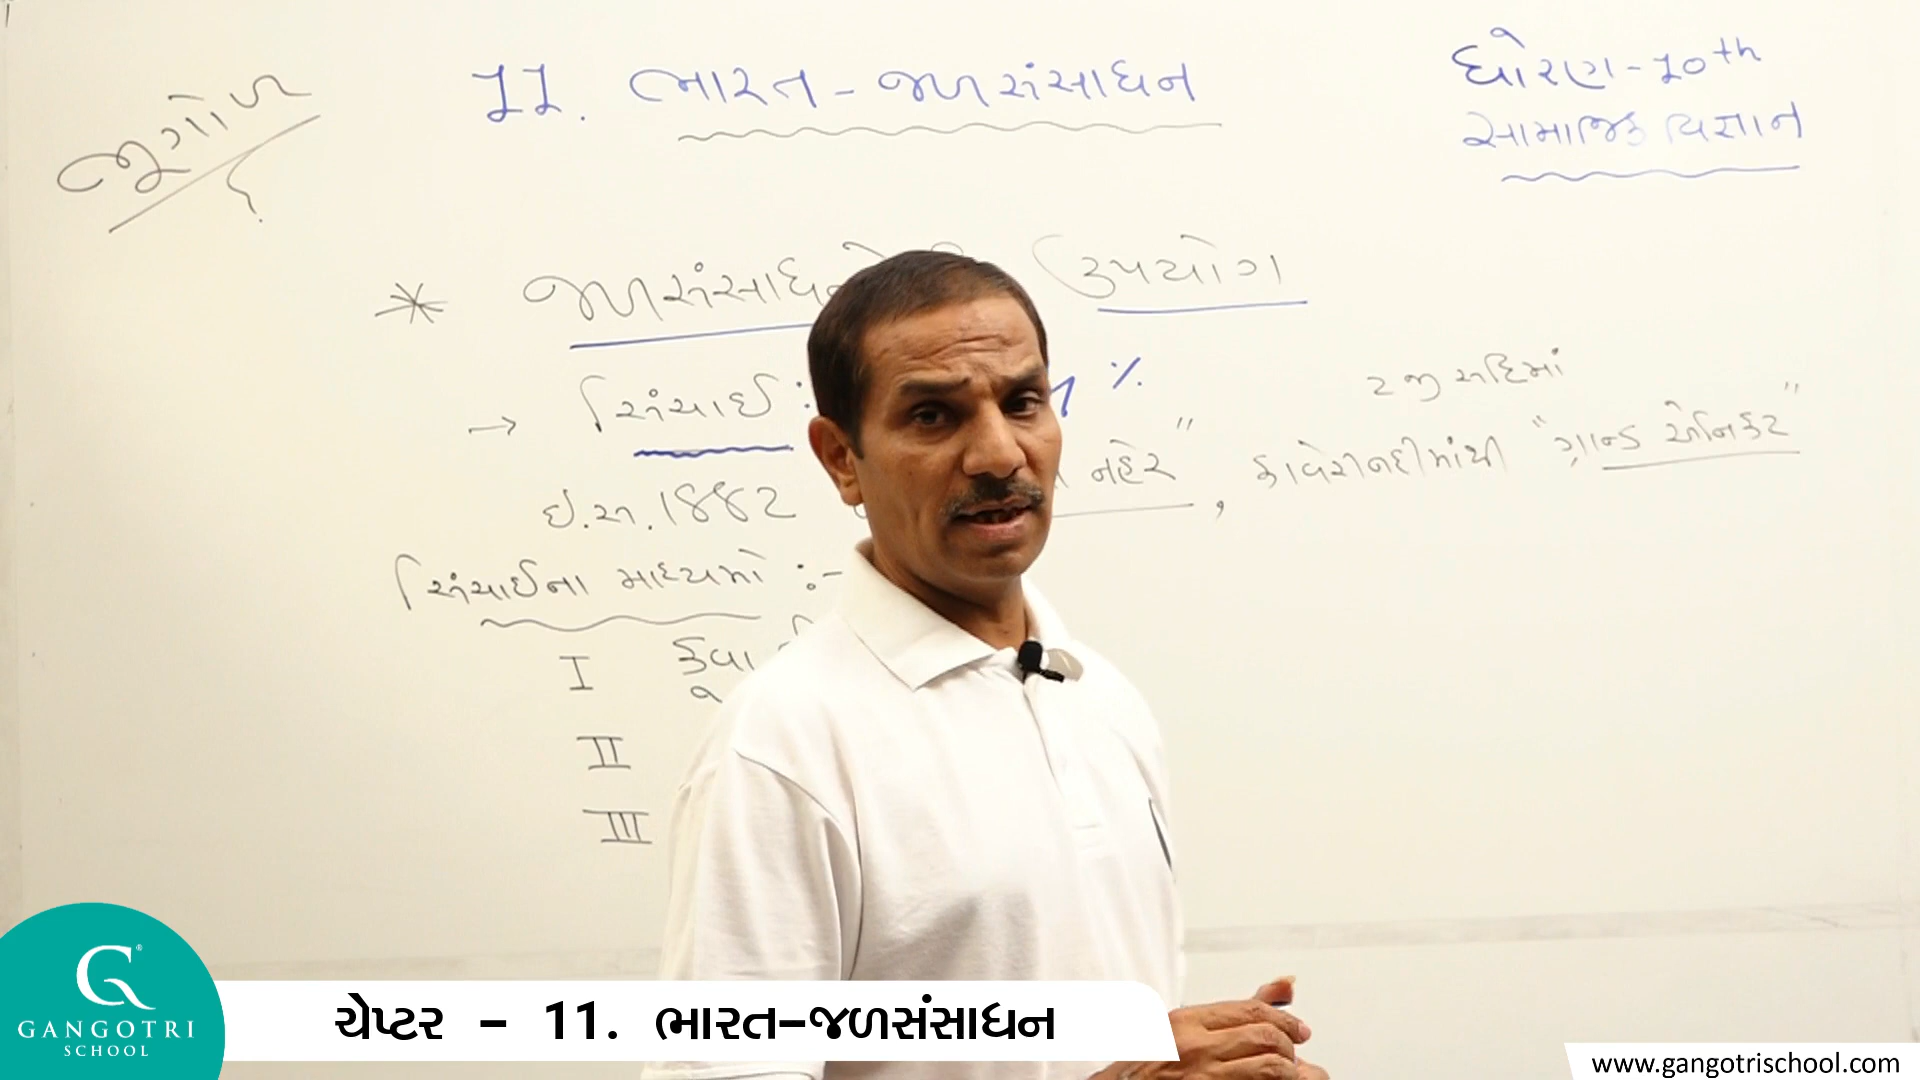 ભૂગોળ
11. ભારત - જળસંસાધન
ધોરણ - 10th
સામાજિક વિજ્ઞાન
* જળસંસાધનો ઉપયોગ
→ સિંચાઈ : %
2જી સદિમાં
ઇ.સ. 1882 નહેર", કાવેરી નદીમાંથી "ગ્રાન્ડ એનિકટ"
સિંચાઈના માધ્યમો :-
I કુવા
II
III
G
GANGOTRI
SCHOOL
ચેપ્ટર - 11. ભારત-જળસંસાધન
www.gangotrischool.com